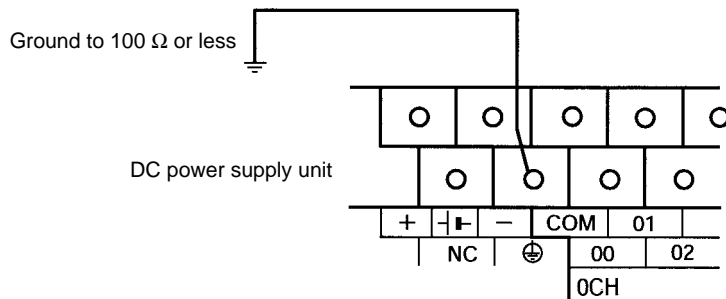 Ground to 100 Ω or less
DC power supply unit
+ − COM 01
NC 00 02
0CH